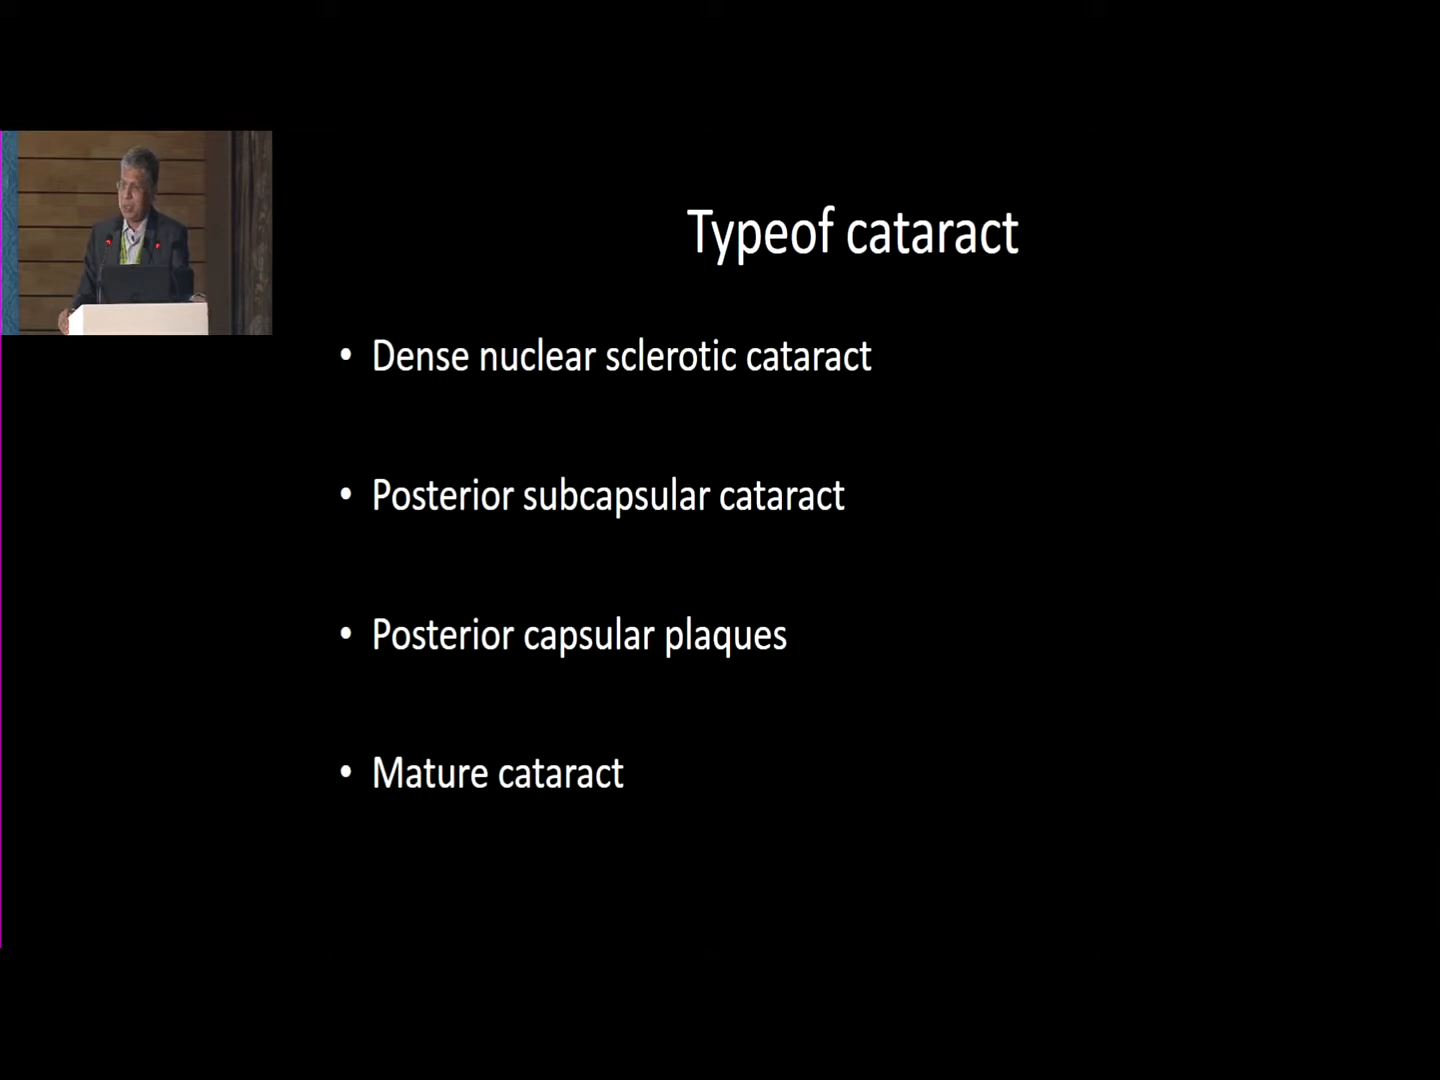 Typeof cataract
• Dense nuclear sclerotic cataract
• Posterior subcapsular cataract
• Posterior capsular plaques
• Mature cataract